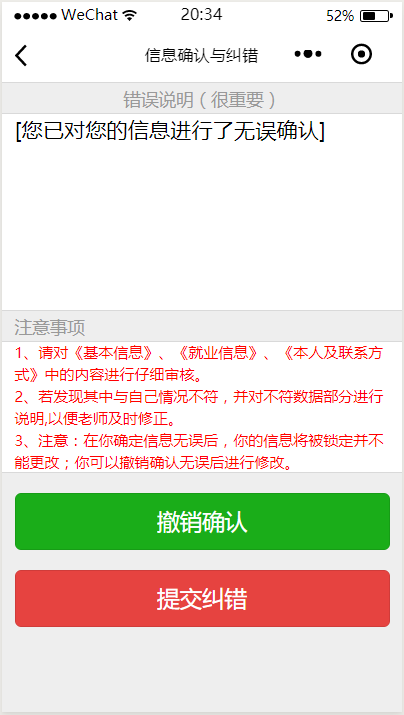 WeChat 20:34 52%
信息确认与纠错
错误说明（很重要）
[您已对您的信息进行了无误确认]
注意事项
1、请对《基本信息》、《就业信息》、《本人及联系方
式》中的内容进行仔细审核。
2、若发现其中与自己情况不符，并对不符数据部分进行
说明,以便老师及时修正。
3、注意：在你确定信息无误后，你的信息将被锁定并不
能更改；你可以撤销确认无误后进行修改。
撤销确认
提交纠错